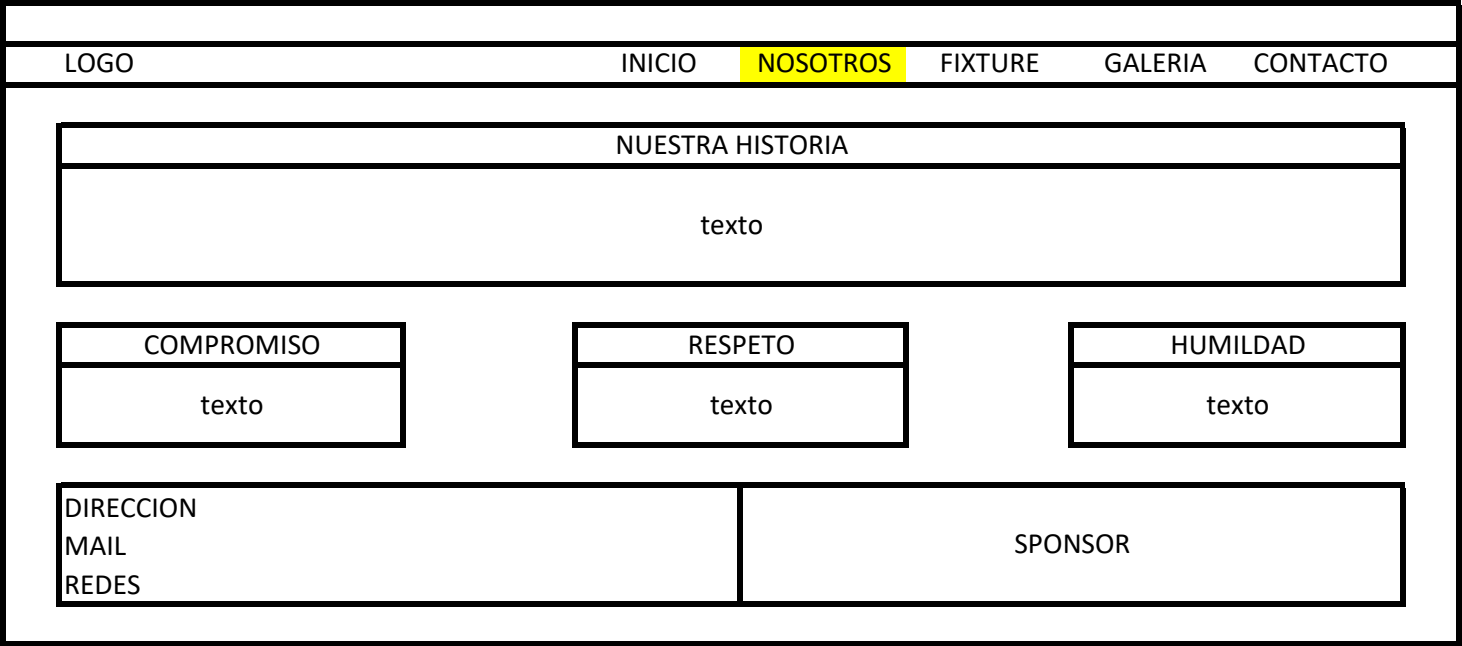 LOGO INICIO NOSOTROS FIXTURE GALERIA CONTACTO
NUESTRA HISTORIA
texto
COMPROMISO RESPETO HUMILDAD
texto texto texto
DIRECCION
MAIL
REDES
SPONSOR